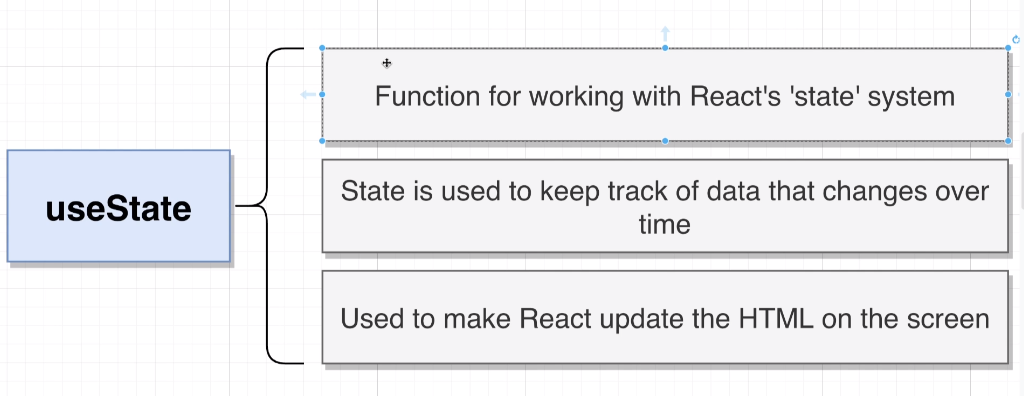 useState
Function for working with React's 'state' system
State is used to keep track of data that changes over
time
Used to make React update the HTML on the screen